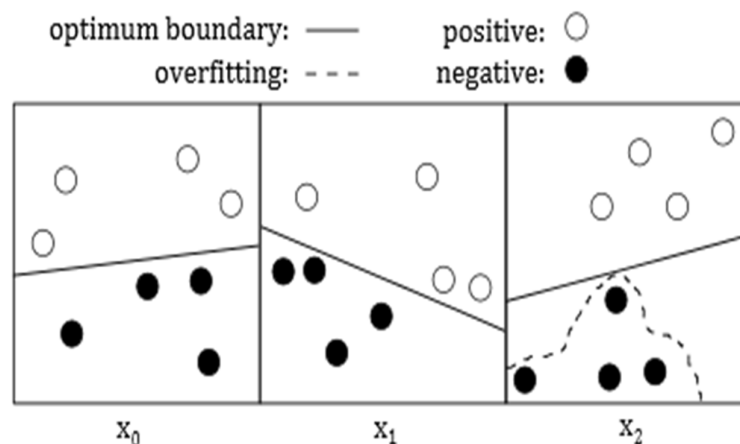 optimum boundary: positive:
overfitting: negative:
x₀ x₁ x₂